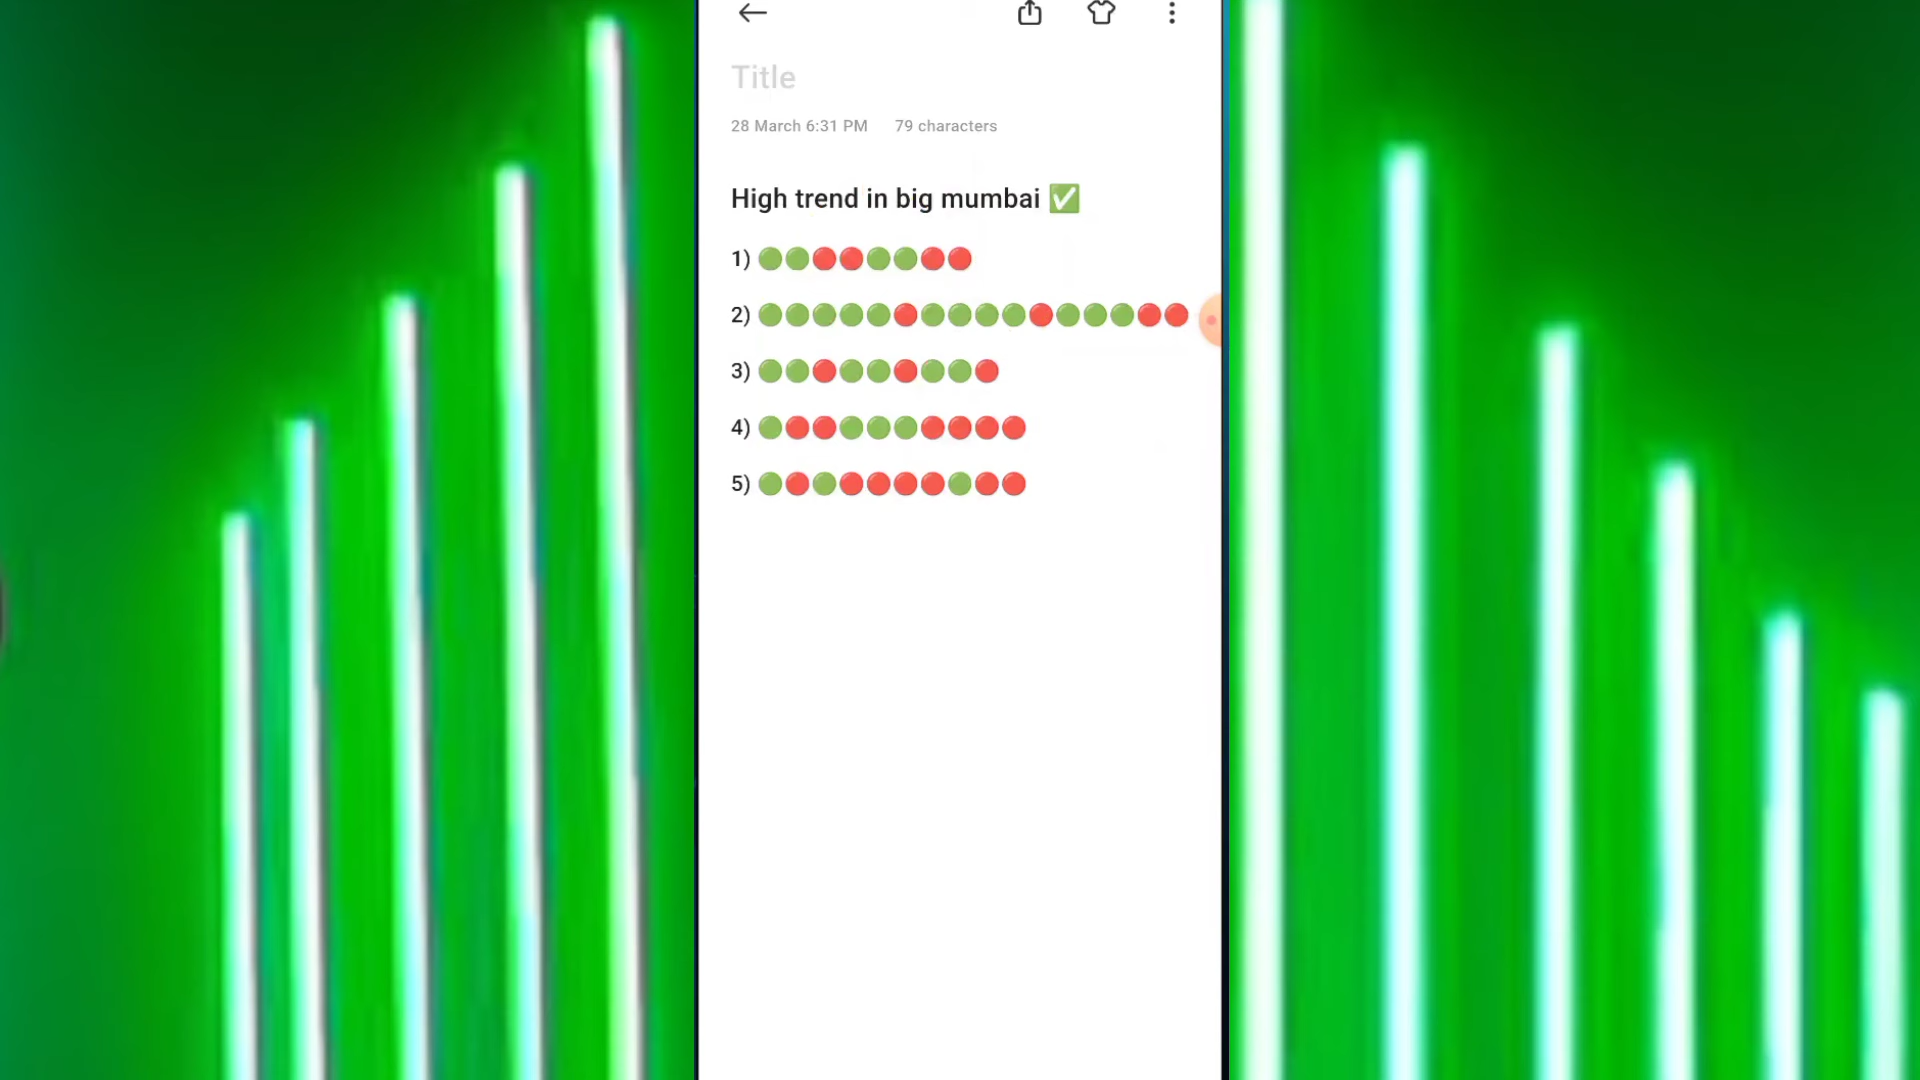 Title
28 March 6:31 PM 79 characters
High trend in big mumbai ✅
1) 🟢🟢🔴🔴🟢🟢🔴🔴
2) 🟢🟢🟢🟢🟢🔴🟢🟢🟢🟢🔴🟢🟢🟢🔴🔴
3) 🟢🟢🔴🟢🟢🔴🟢🟢🔴
4) 🟢🔴🔴🟢🟢🟢🔴🔴🔴🔴
5) 🟢🔴🟢🔴🔴🔴🔴🟢🔴🔴